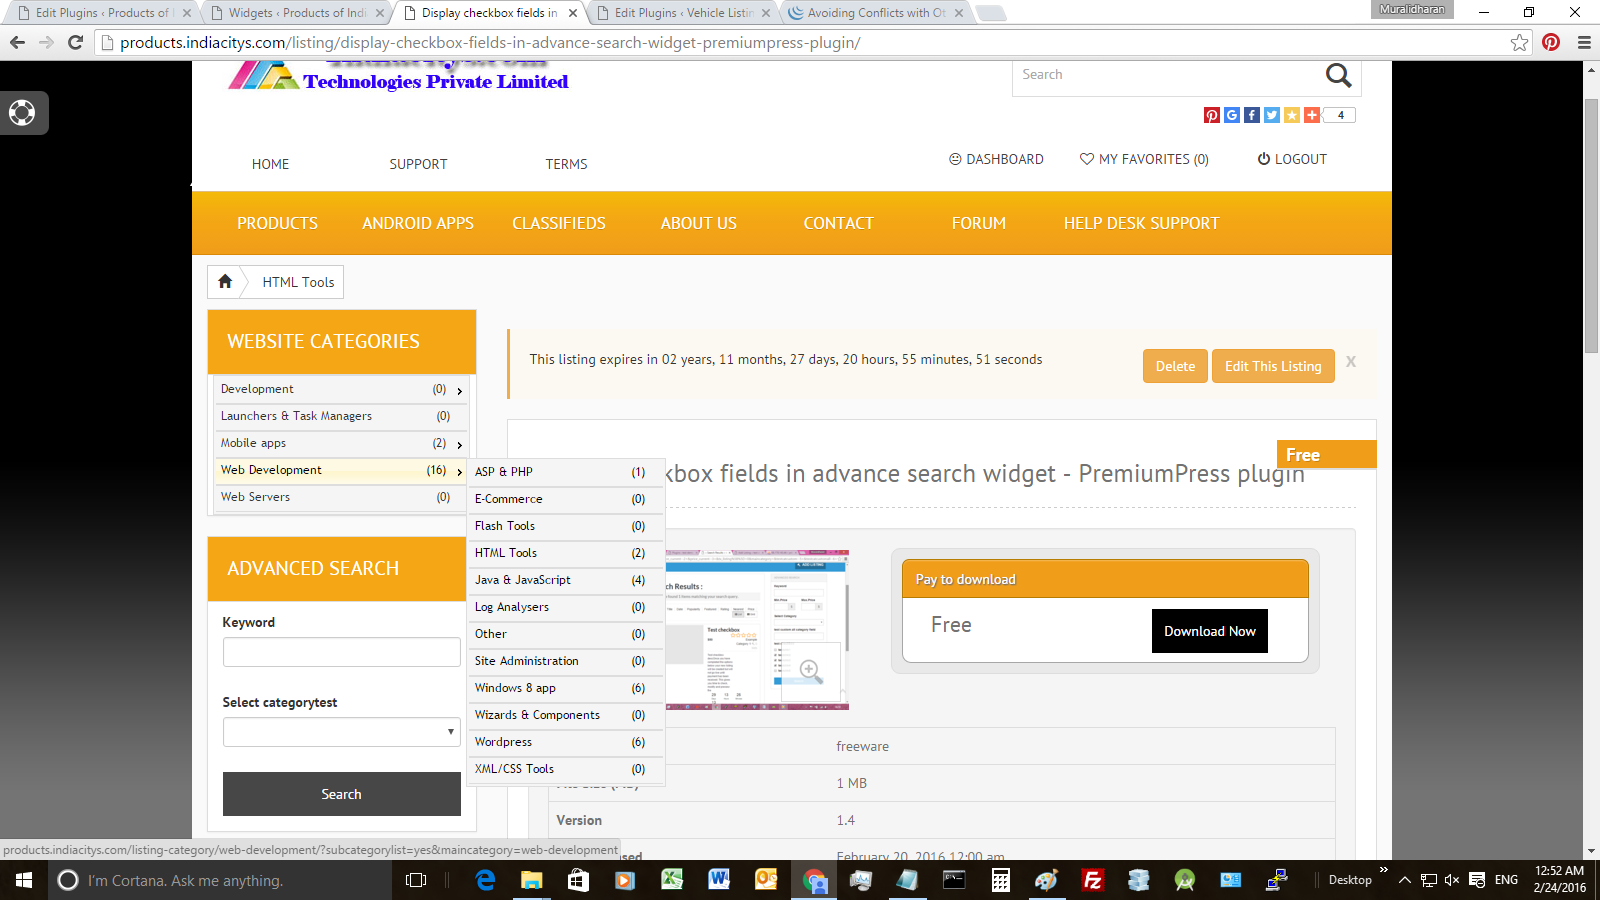 Edit Plugins ‹ Products of
Widgets ‹ Products of Indi
Display checkbox fields in
Edit Plugins ‹ Vehicle Listin
Avoiding Conflicts with Ot
Muralidharan
products.indiacitys.com/listing/display-checkbox-fields-in-advance-search-widget-premiumpress-plugin/
Technologies Private Limited
Search
4
HOME
SUPPORT
TERMS
DASHBOARD
MY FAVORITES (0)
LOGOUT
PRODUCTS
ANDROID APPS
CLASSIFIEDS
ABOUT US
CONTACT
FORUM
HELP DESK SUPPORT
HTML Tools
WEBSITE CATEGORIES
Development (0)
Launchers & Task Managers (0)
Mobile apps (2)
Web Development (16)
Web Servers (0)
ASP & PHP (1)
E-Commerce (0)
Flash Tools (0)
HTML Tools (2)
Java & JavaScript (4)
Log Analysers (0)
Other (0)
Site Administration (0)
Windows 8 app (6)
Wizards & Components (0)
Wordpress (6)
XML/CSS Tools (0)
ADVANCED SEARCH
Keyword
Select categorytest
Search
This listing expires in 02 years, 11 months, 27 days, 20 hours, 55 minutes, 51 seconds
Delete
Edit This Listing
x
Free
kbox fields in advance search widget - PremiumPress plugin
ch Results :
Test checkbox
Pay to download
Free
Download Now
freeware
1 MB
Version 1.4
sed February 20, 2016 12:00 am
products.indiacitys.com/listing-category/web-development/?subcategorylist=yes&maincategory=web-development
I'm Cortana. Ask me anything.
Desktop
ENG
12:52 AM
2/24/2016